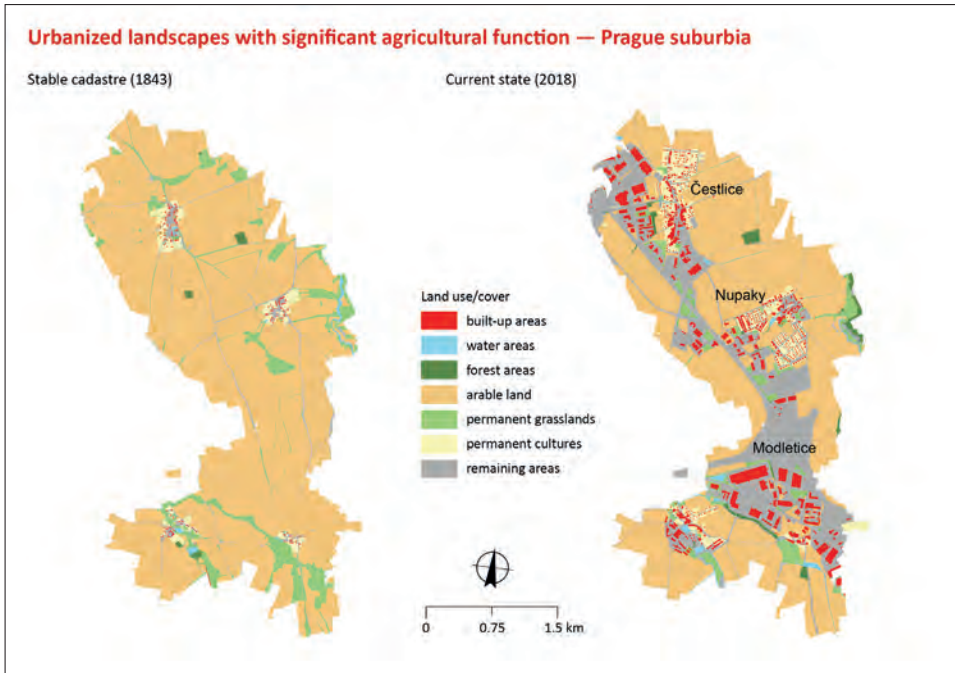 Urbanized landscapes with significant agricultural function — Prague suburbia
Stable cadastre (1843)
Current state (2018)
Čestlice
Nupaky
Land use/cover
built-up areas
water areas
forest areas
arable land
permanent grasslands
permanent cultures
remaining areas
Modletice
0 0.75 1.5 km